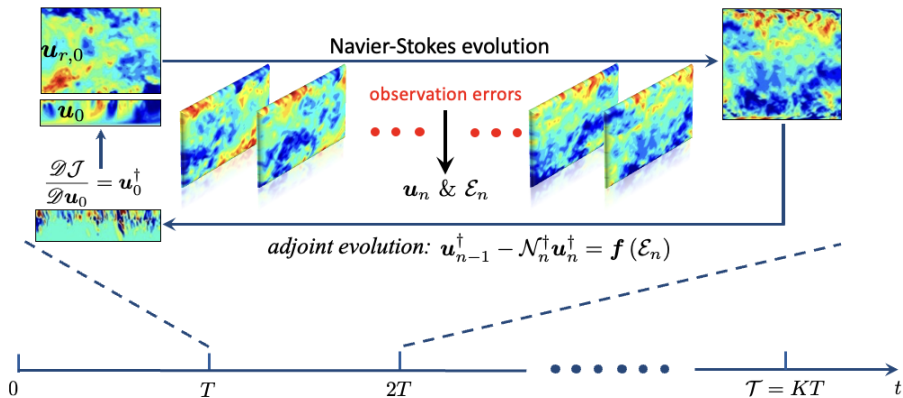 𝒖_{r,0}
Navier-Stokes evolution
𝒖_0
observation errors
𝒟𝒥/𝒟𝒖_0 = 𝒖_0^†
𝒖_n & ℰ_n
adjoint evolution: 𝒖_{n−1}^† − 𝒩_n^† 𝒖_n^† = 𝒇 (ℰ_n)
0
T
2T
𝒯 = KT
t